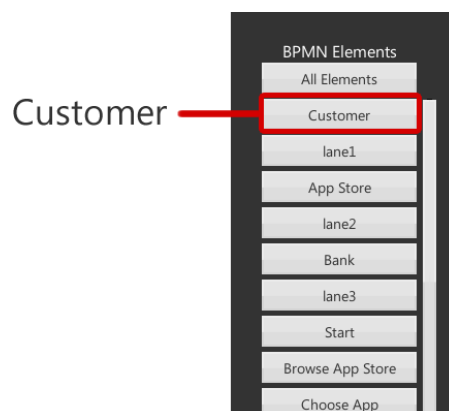 BPMN Elements
All Elements
Customer
Customer
lane1
App Store
lane2
Bank
lane3
Start
Browse App Store
Choose App